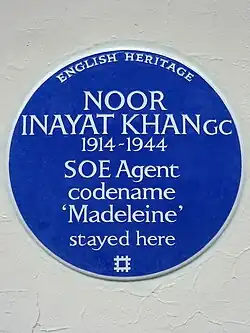 ENGLISH HERITAGE
NOOR
INAYAT KHAN GC
1914-1944
SOE Agent
codename
‘Madeleine’
stayed here